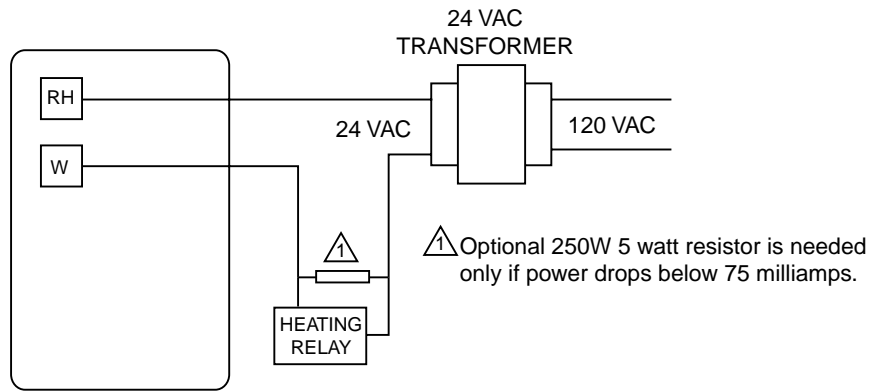 24 VAC
TRANSFORMER
RH
24 VAC
120 VAC
W
1
1 Optional 250W 5 watt resistor is needed
only if power drops below 75 milliamps.
HEATING
RELAY